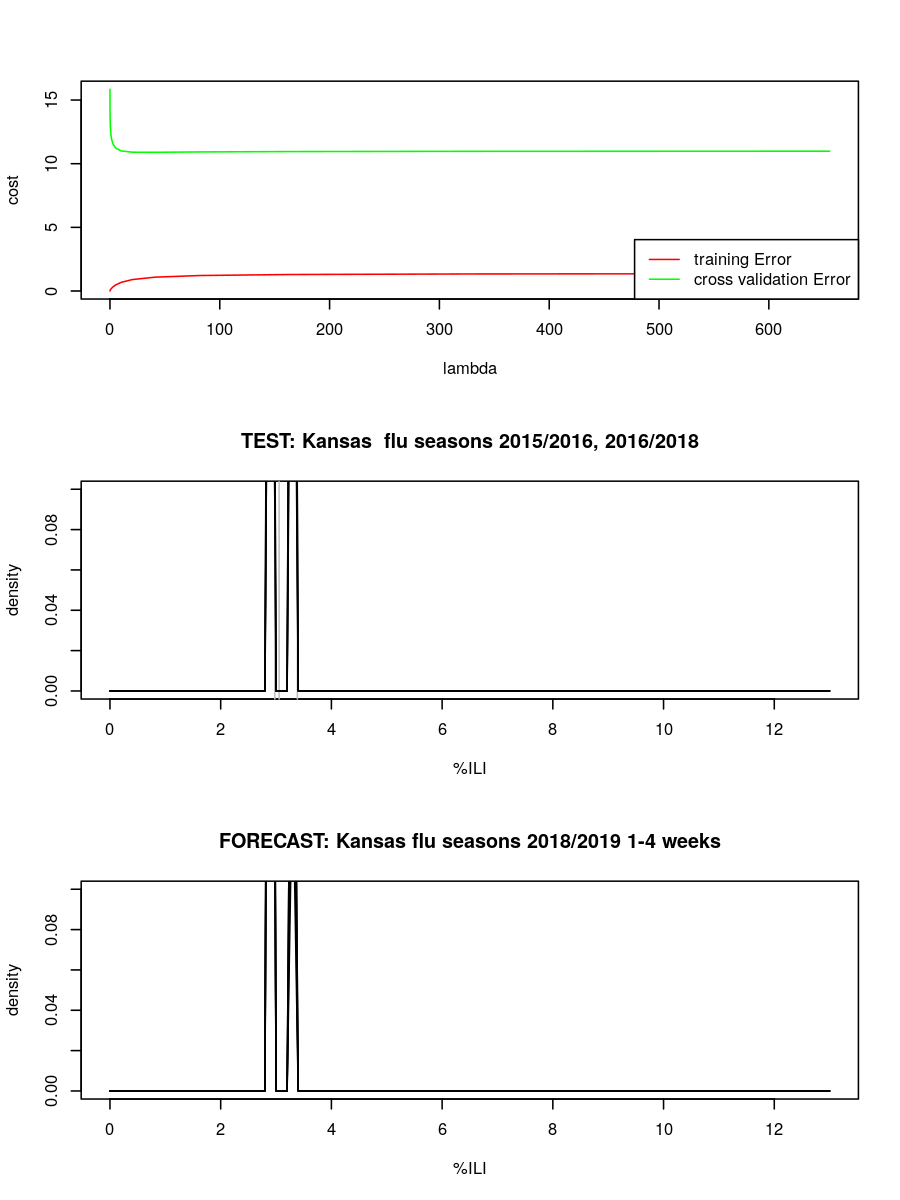 15
10
5
0
cost
training Error
cross validation Error
0 100 200 300 400 500 600
lambda
TEST: Kansas  flu seasons 2015/2016, 2016/2018
0.08
0.04
0.00
density
0 2 4 6 8 10 12
%ILI
FORECAST: Kansas flu seasons 2018/2019 1-4 weeks
0.08
0.04
0.00
density
0 2 4 6 8 10 12
%ILI